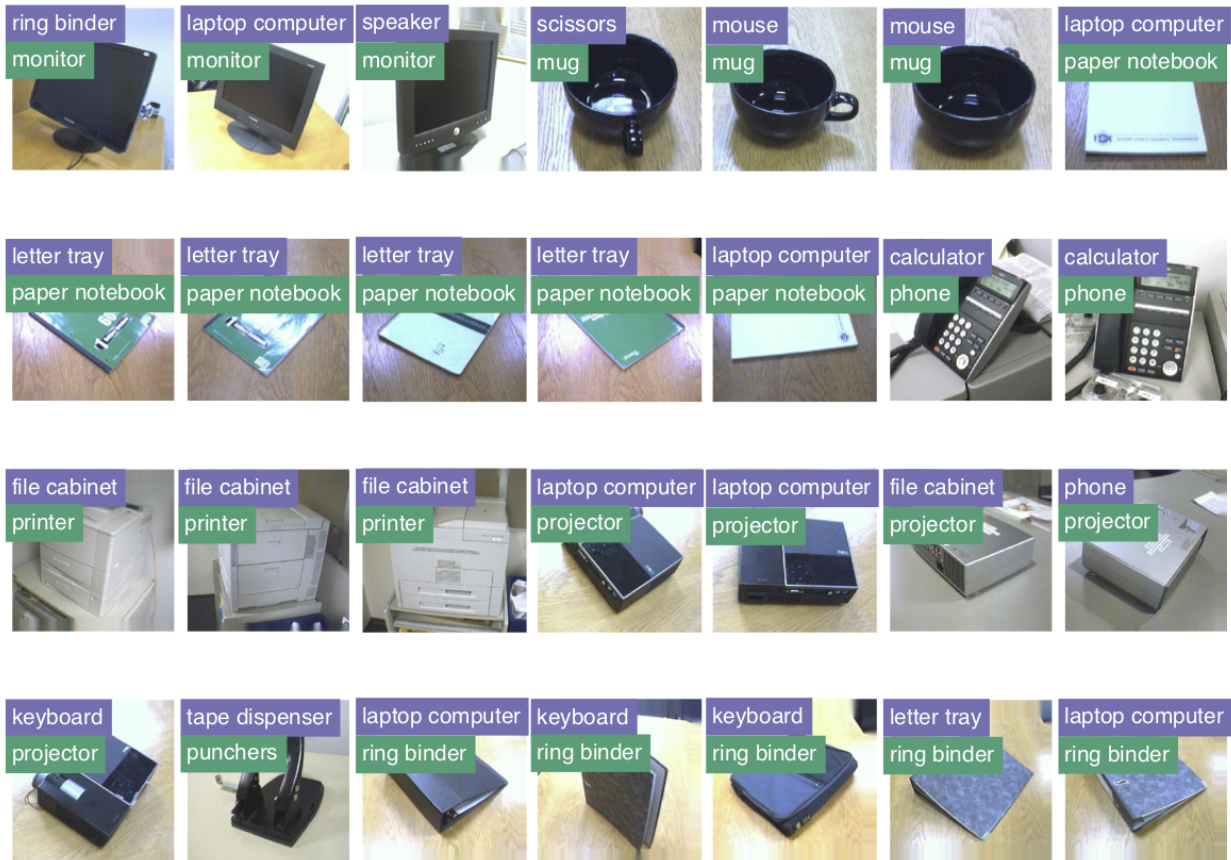 ring binder
monitor
laptop computer
monitor
speaker
monitor
scissors
mug
mouse
mug
mouse
mug
laptop computer
paper notebook
letter tray
paper notebook
letter tray
paper notebook
letter tray
paper notebook
letter tray
paper notebook
laptop computer
paper notebook
calculator
phone
calculator
phone
file cabinet
printer
file cabinet
printer
file cabinet
printer
laptop computer
projector
laptop computer
projector
file cabinet
projector
phone
projector
keyboard
projector
tape dispenser
punchers
laptop computer
ring binder
keyboard
ring binder
keyboard
ring binder
letter tray
ring binder
laptop computer
ring binder